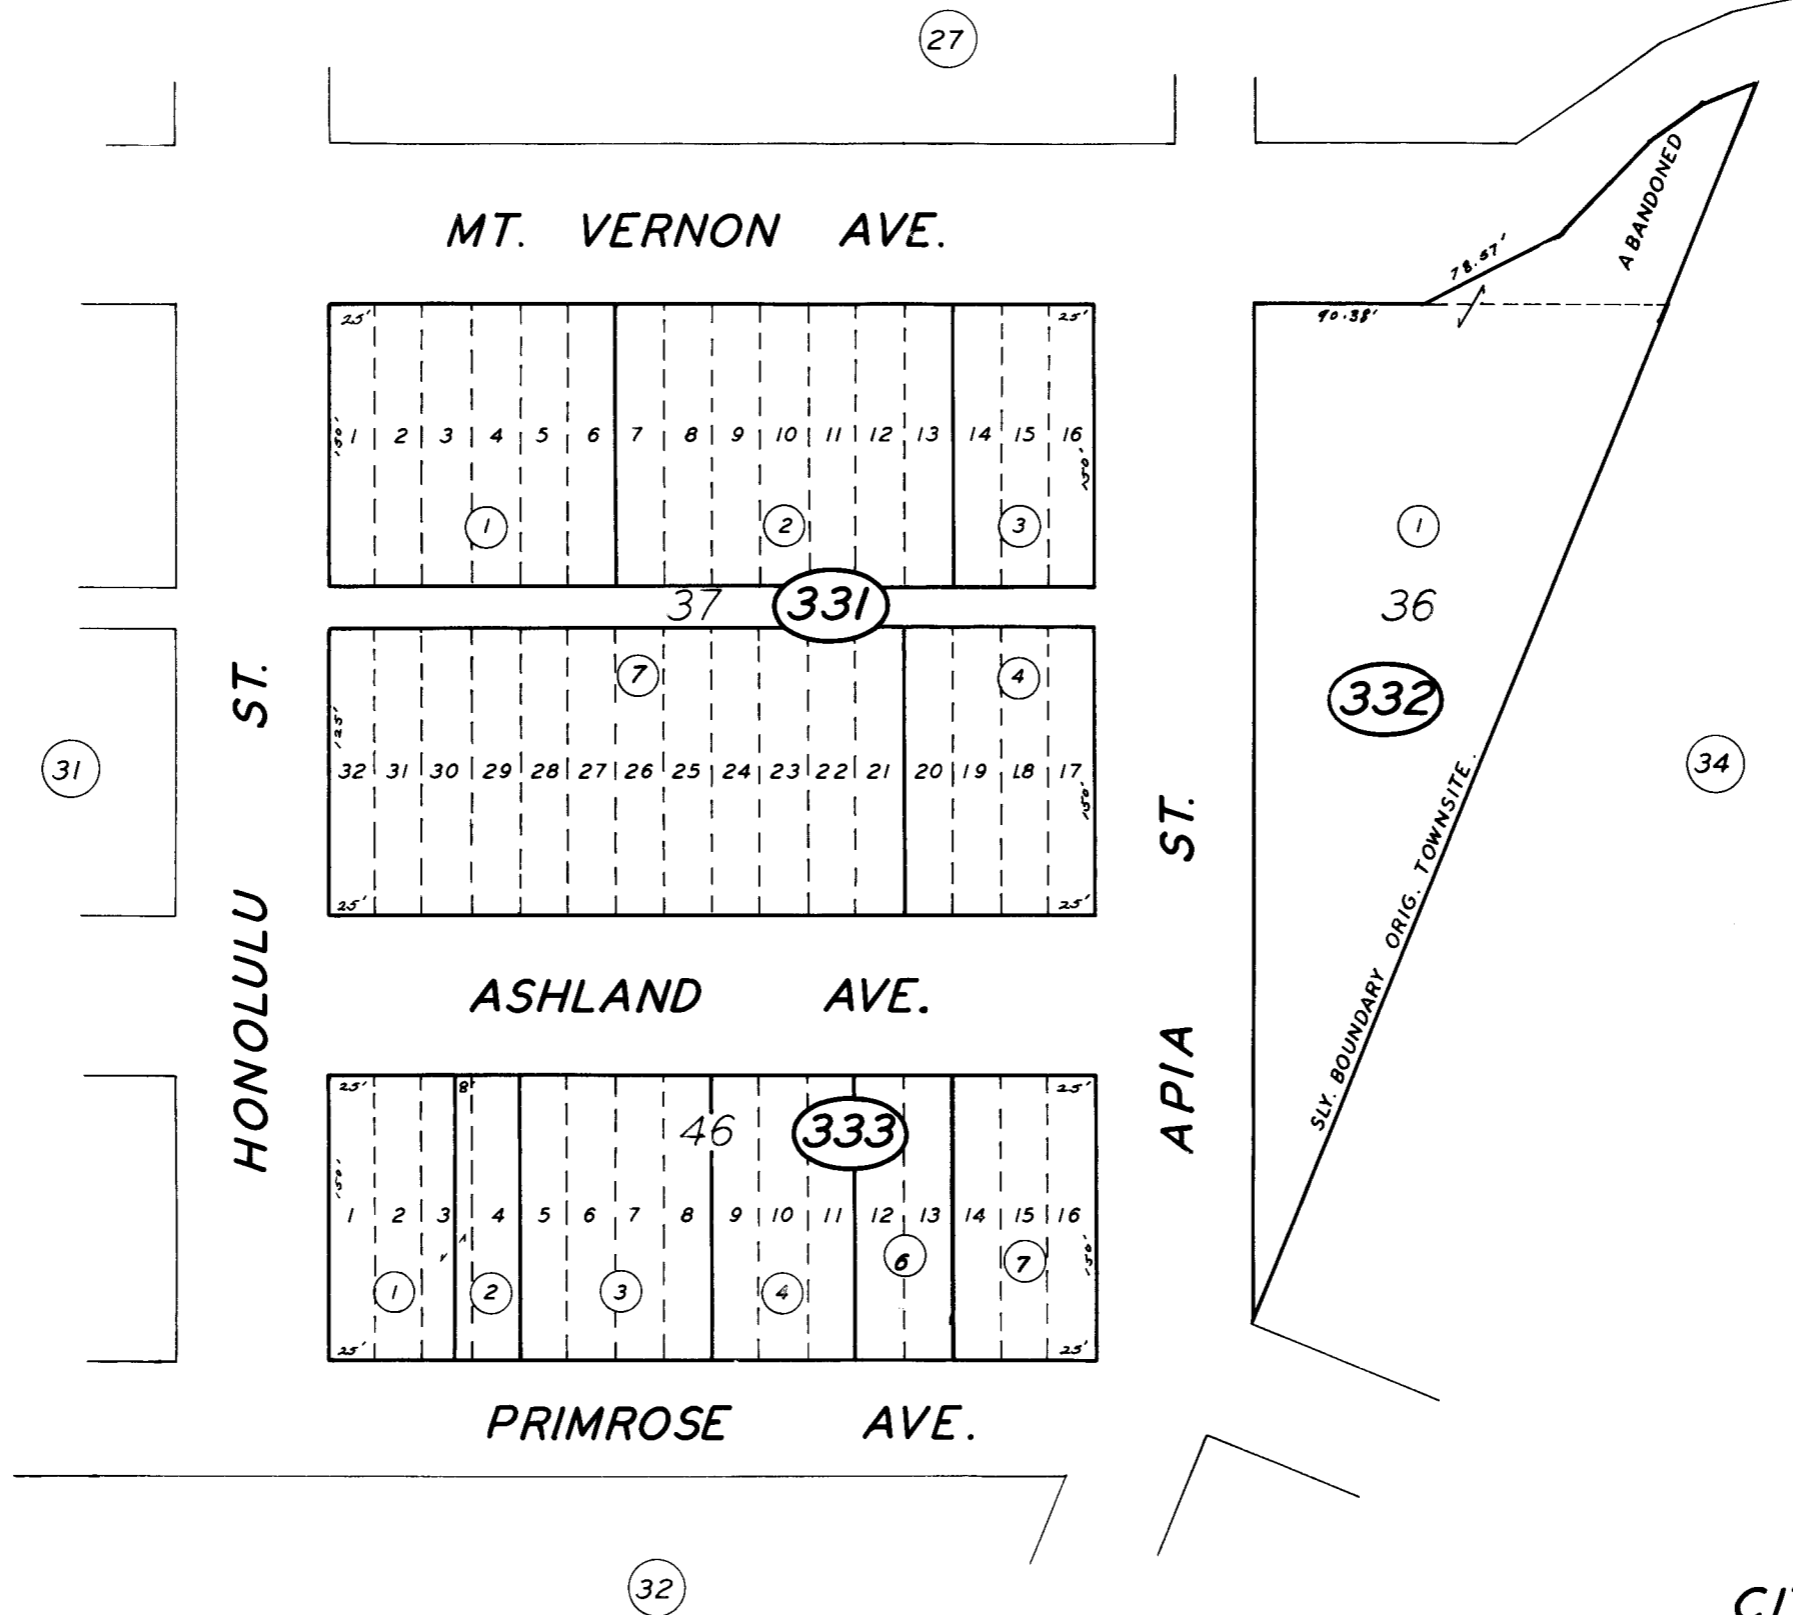 27
MT. VERNON AVE.
ABANDONED
78.57'
90.38'
25' 25'
150' 1 2 3 4 5 6 7 8 9 10 11 12 13 14 15 16 150'
1 2 3 1
37 331 36
7 4
332
ST.
125'
31 32 31 30 29 28 27 26 25 24 23 22 21 20 19 18 17 150' 34
25' 25'
SLY. BOUNDARY ORIG. TOWNSITE.
HONOLULU
APIA ST.
ASHLAND AVE.
25' 8' 25'
46 333
150' 1 2 3 4 5 6 7 8 9 10 11 12 13 14 15 16 150'
1 2 3 4 6 7
25' 25'
PRIMROSE AVE.
32